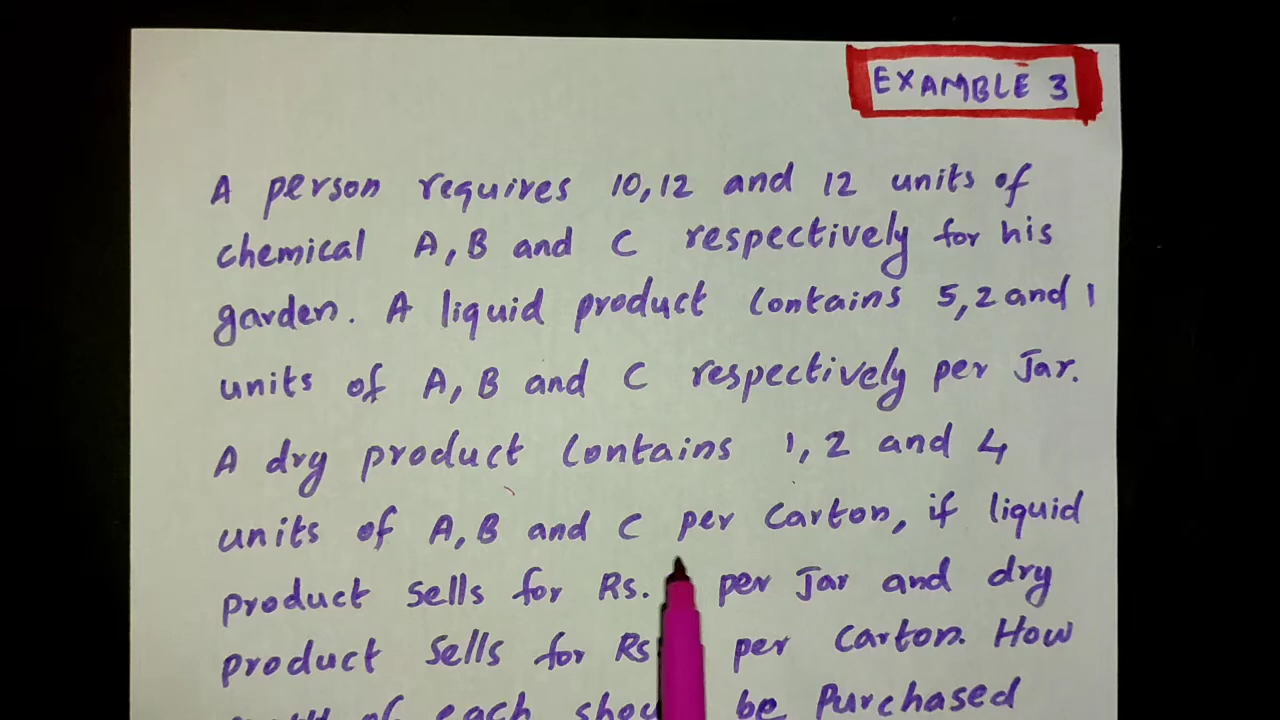 EXAMBLE 3
A person requires 10,12 and 12 units of
chemical A, B and C respectively for his
garden. A liquid product contains 5,2 and 1
units of A, B and C respectively per Jar.
A dry product contains 1, 2 and 4
units of A, B and C per Carton, if liquid
product sells for Rs. per Jar and dry
product sells for Rs per Carton. How
of each be Purchased